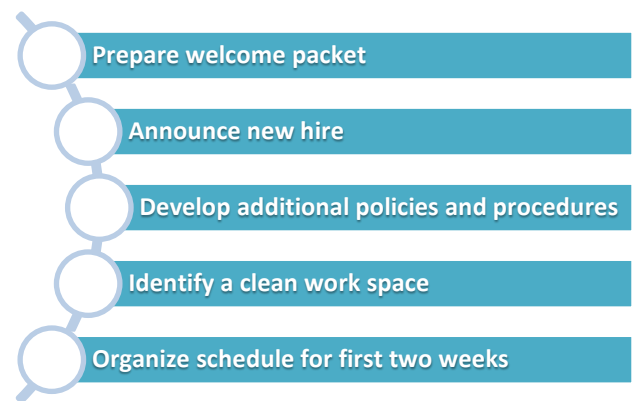 Prepare welcome packet
Announce new hire
Develop additional policies and procedures
Identify a clean work space
Organize schedule for first two weeks